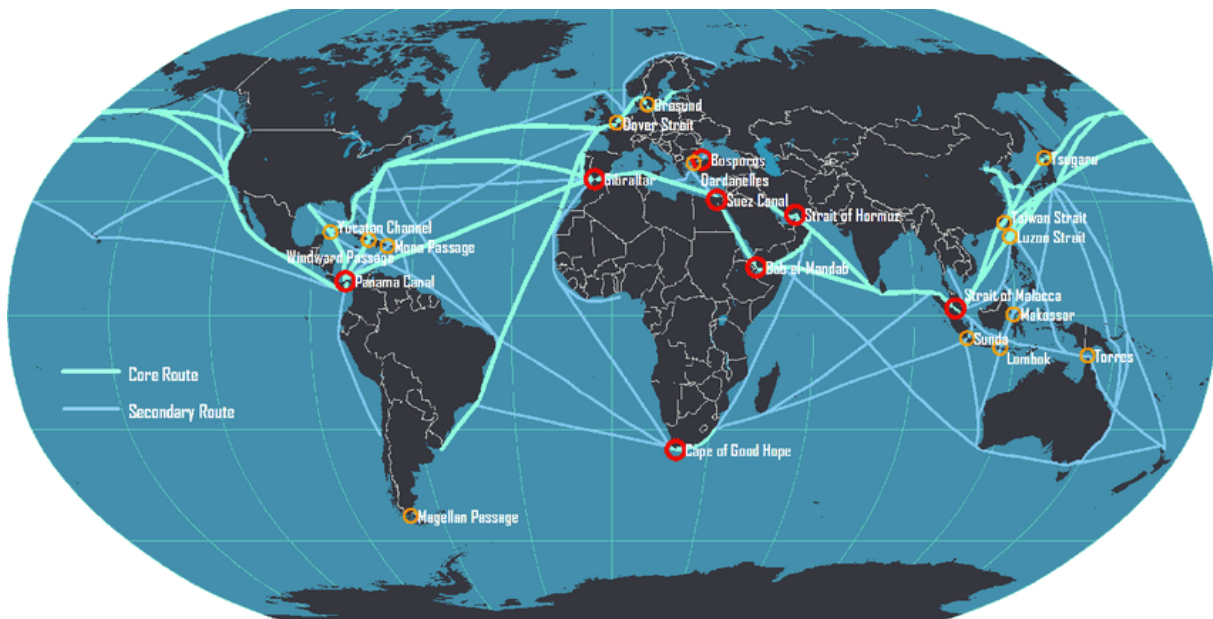 Oresund
Dover Strait
Tsugaru
Bosporus
Dardanelles
Gibraltar
Suez Canal
Strait of Hormuz
Taiwan Strait
Luzon Strait
Yucatan Channel
Mona Passage
Windward Passage
Bab el-Mandab
Panama Canal
Strait of Malacca
Makassar
Sunda
Lombok
Torres
Core Route
Secondary Route
Cape of Good Hope
Magellan Passage